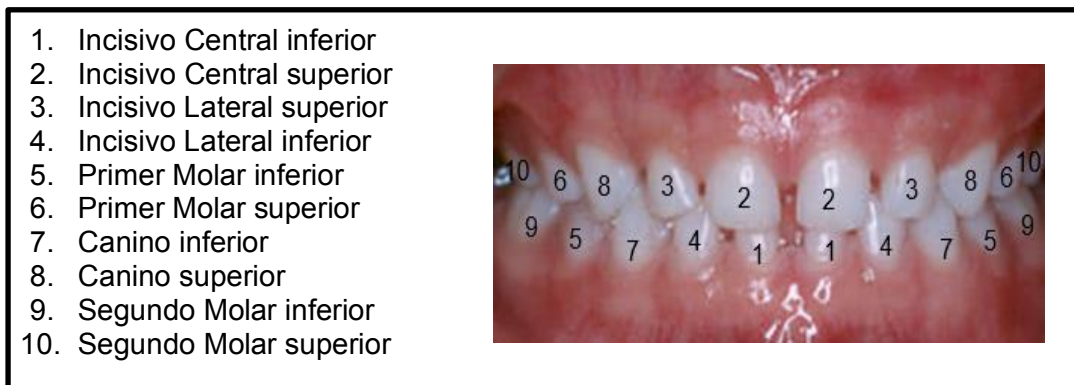 1. Incisivo Central inferior
2. Incisivo Central superior
3. Incisivo Lateral superior
4. Incisivo Lateral inferior
5. Primer Molar inferior
6. Primer Molar superior
7. Canino inferior
8. Canino superior
9. Segundo Molar inferior
10. Segundo Molar superior
10 6 8 3 2 2 3 8 6 10
9 5 7 4 1 1 4 7 5 9